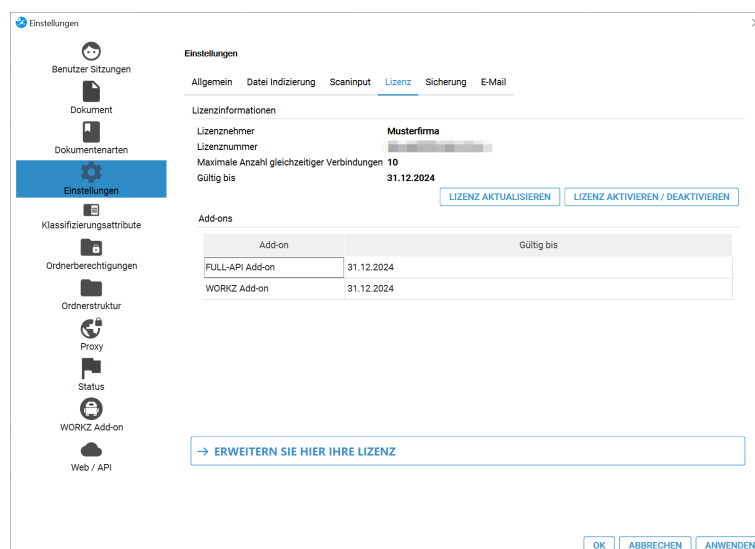 Einstellungen
Benutzer Sitzungen
Dokument
Dokumentenarten
Einstellungen
Klassifizierungsattribute
Ordnerberechtigungen
Ordnerstruktur
Proxy
Status
WORKZ Add-on
Web / API
Einstellungen
Allgemein Datei Indizierung Scaninput Lizenz Sicherung E-Mail
Lizenzinformationen
Lizenznehmer Musterfirma
Lizenznummer
Maximale Anzahl gleichzeitiger Verbindungen 10
Gültig bis 31.12.2024
LIZENZ AKTUALISIEREN LIZENZ AKTIVIEREN / DEAKTIVIEREN
Add-ons
Add-on Gültig bis
FULL-API Add-on 31.12.2024
WORKZ Add-on 31.12.2024
→ ERWEITERN SIE HIER IHRE LIZENZ
OK ABBRECHEN ANWENDEN